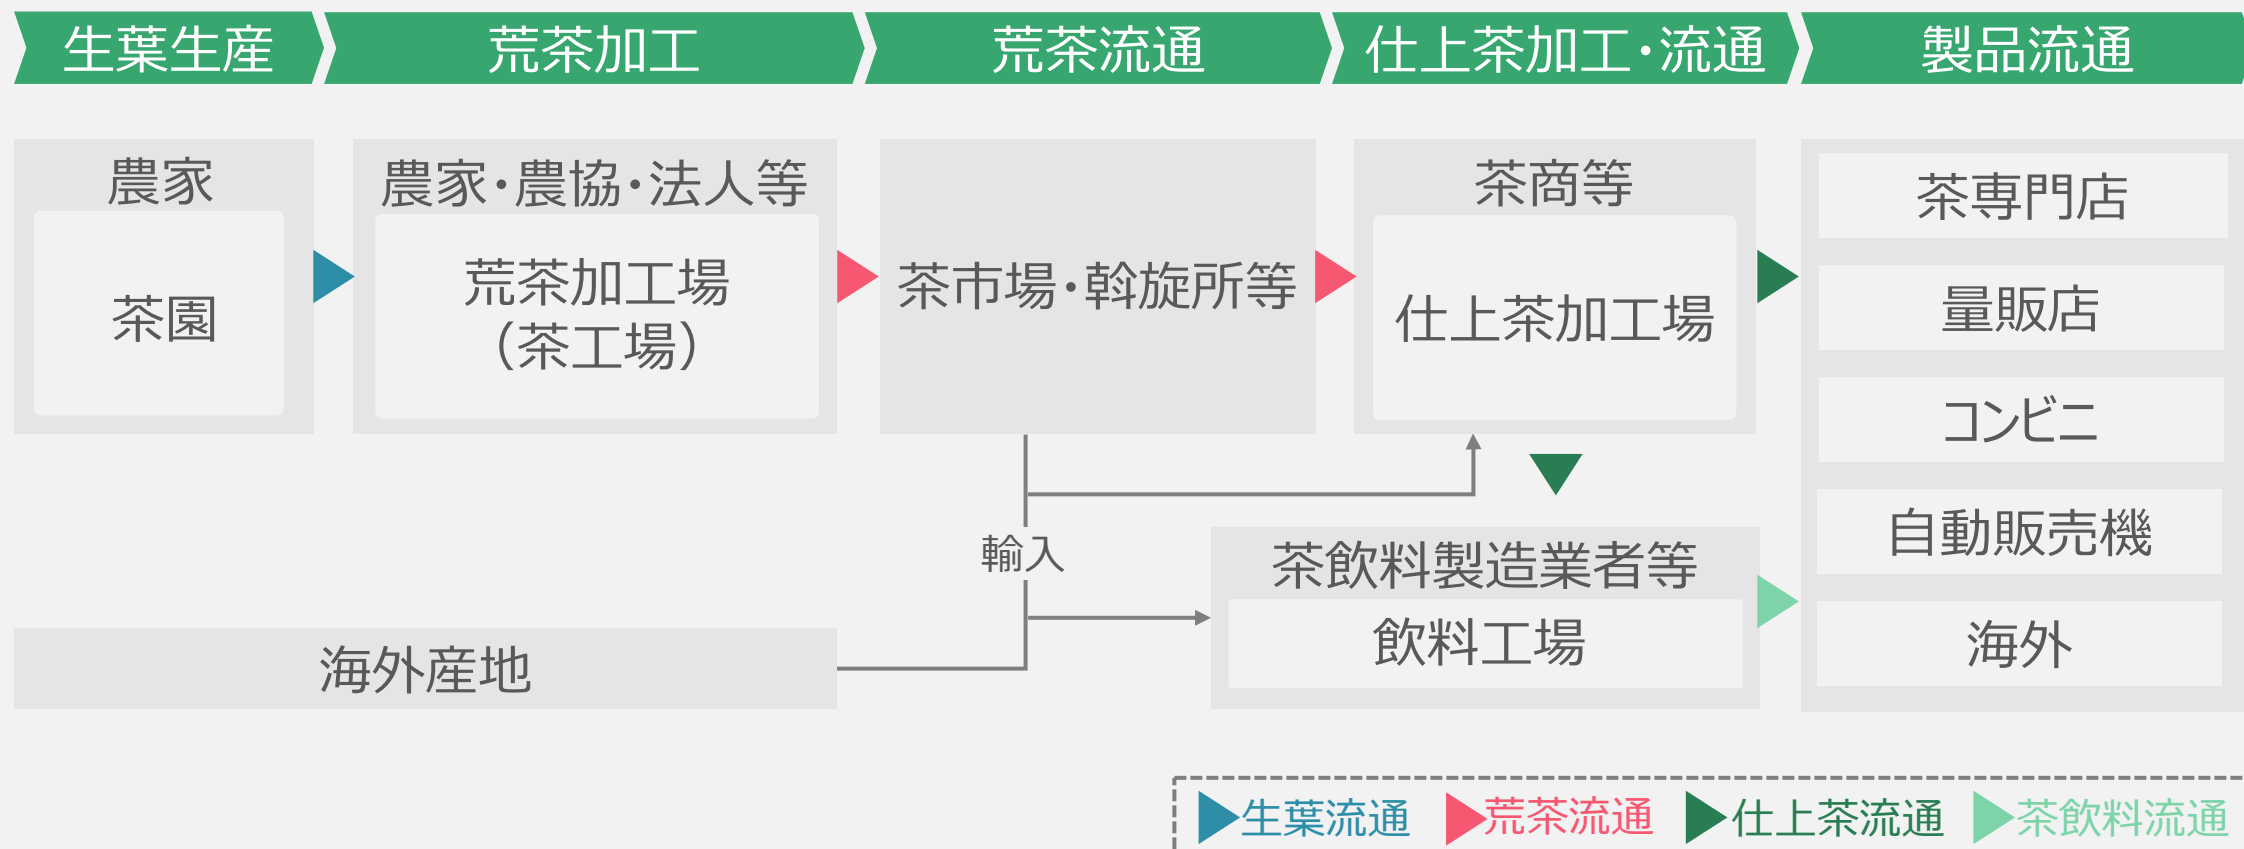 生葉生産
荒茶加工
荒茶流通
仕上茶加工・流通
製品流通
農家
茶園
農家・農協・法人等
荒茶加工場
（茶工場）
茶市場・斡旋所等
茶商等
仕上茶加工場
茶専門店
量販店
コンビニ
自動販売機
海外
輸入
茶飲料製造業者等
飲料工場
海外産地
生葉流通
荒茶流通
仕上茶流通
茶飲料流通